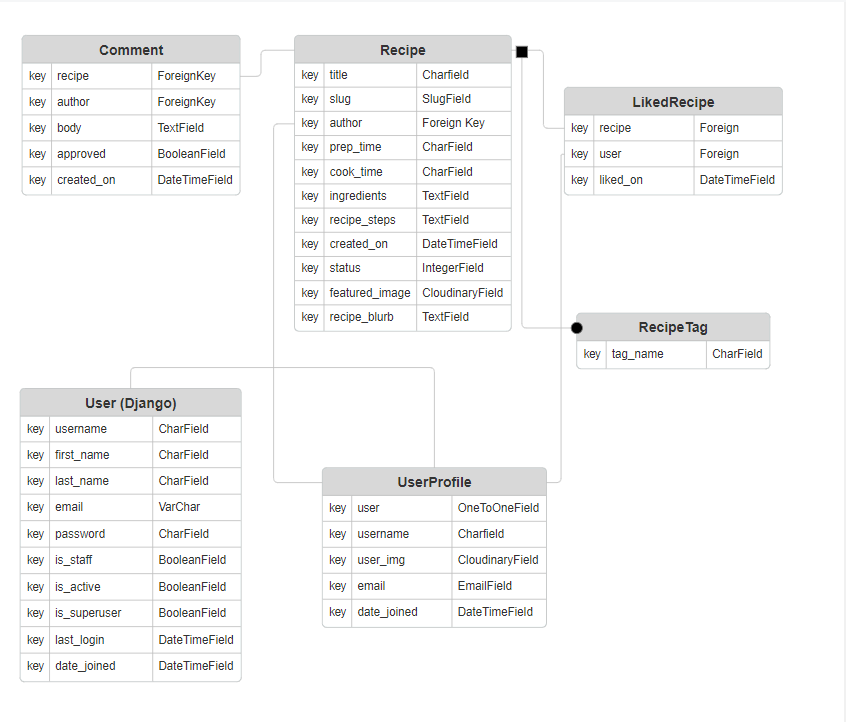 Comment
key recipe ForeignKey
key author ForeignKey
key body TextField
key approved BooleanField
key created_on DateTimeField
Recipe
key title Charfield
key slug SlugField
key author Foreign Key
key prep_time CharField
key cook_time CharField
key ingredients TextField
key recipe_steps TextField
key created_on DateTimeField
key status IntegerField
key featured_image CloudinaryField
key recipe_blurb TextField
LikedRecipe
key recipe Foreign
key user Foreign
key liked_on DateTimeField
RecipeTag
key tag_name CharField
User (Django)
key username CharField
key first_name CharField
key last_name CharField
key email VarChar
key password CharField
key is_staff BooleanField
key is_active BooleanField
key is_superuser BooleanField
key last_login DateTimeField
key date_joined DateTimeField
UserProfile
key user OneToOneField
key username Charfield
key user_img CloudinaryField
key email EmailField
key date_joined DateTimeField